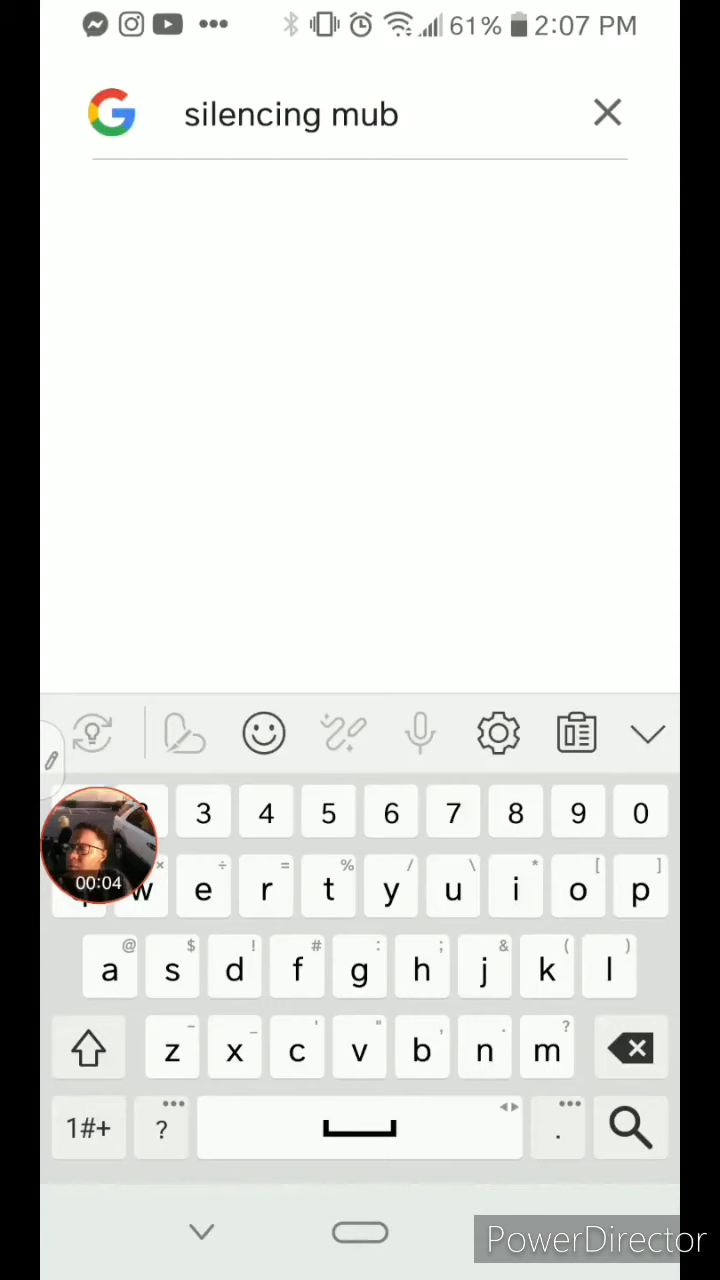 61% 2:07 PM
silencing mub
3 4 5 6 7 8 9 0
w e r t y u i o p
× ÷ = % / \ * [ ]
a s d f g h j k l
@ $ ! # : ; & ( )
z x c v b n m
- _ ' " , . ?
1#+ ? .
00:04
PowerDirector